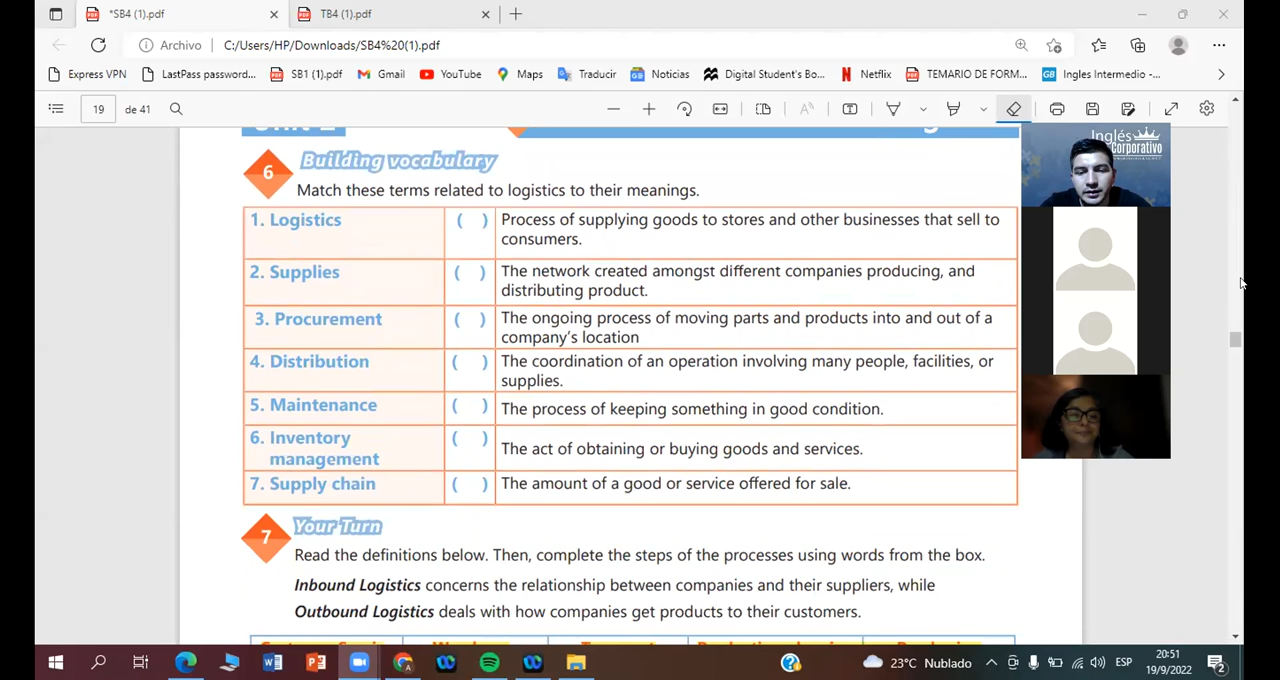 *SB4 (1).pdf
TB4 (1).pdf
Archivo
C:/Users/HP/Downloads/SB4%20(1).pdf
Express VPN
LastPass password...
SB1 (1).pdf
Gmail
YouTube
Maps
Traducir
Noticias
Digital Student's Bo...
Netflix
TEMARIO DE FORM...
Ingles Intermedio -...
19
de 41
Inglés
Corporativo
6
Building vocabulary
Match these terms related to logistics to their meanings.
1. Logistics
( )
Process of supplying goods to stores and other businesses that sell to
consumers.
2. Supplies
( )
The network created amongst different companies producing, and
distributing product.
3. Procurement
( )
The ongoing process of moving parts and products into and out of a
company's location
4. Distribution
( )
The coordination of an operation involving many people, facilities, or
supplies.
5. Maintenance
( )
The process of keeping something in good condition.
6. Inventory
management
( )
The act of obtaining or buying goods and services.
7. Supply chain
( )
The amount of a good or service offered for sale.
7
Your Turn
Read the definitions below. Then, complete the steps of the processes using words from the box.
Inbound Logistics concerns the relationship between companies and their suppliers, while
Outbound Logistics deals with how companies get products to their customers.
23°C Nublado
ESP
20:51
19/9/2022
2